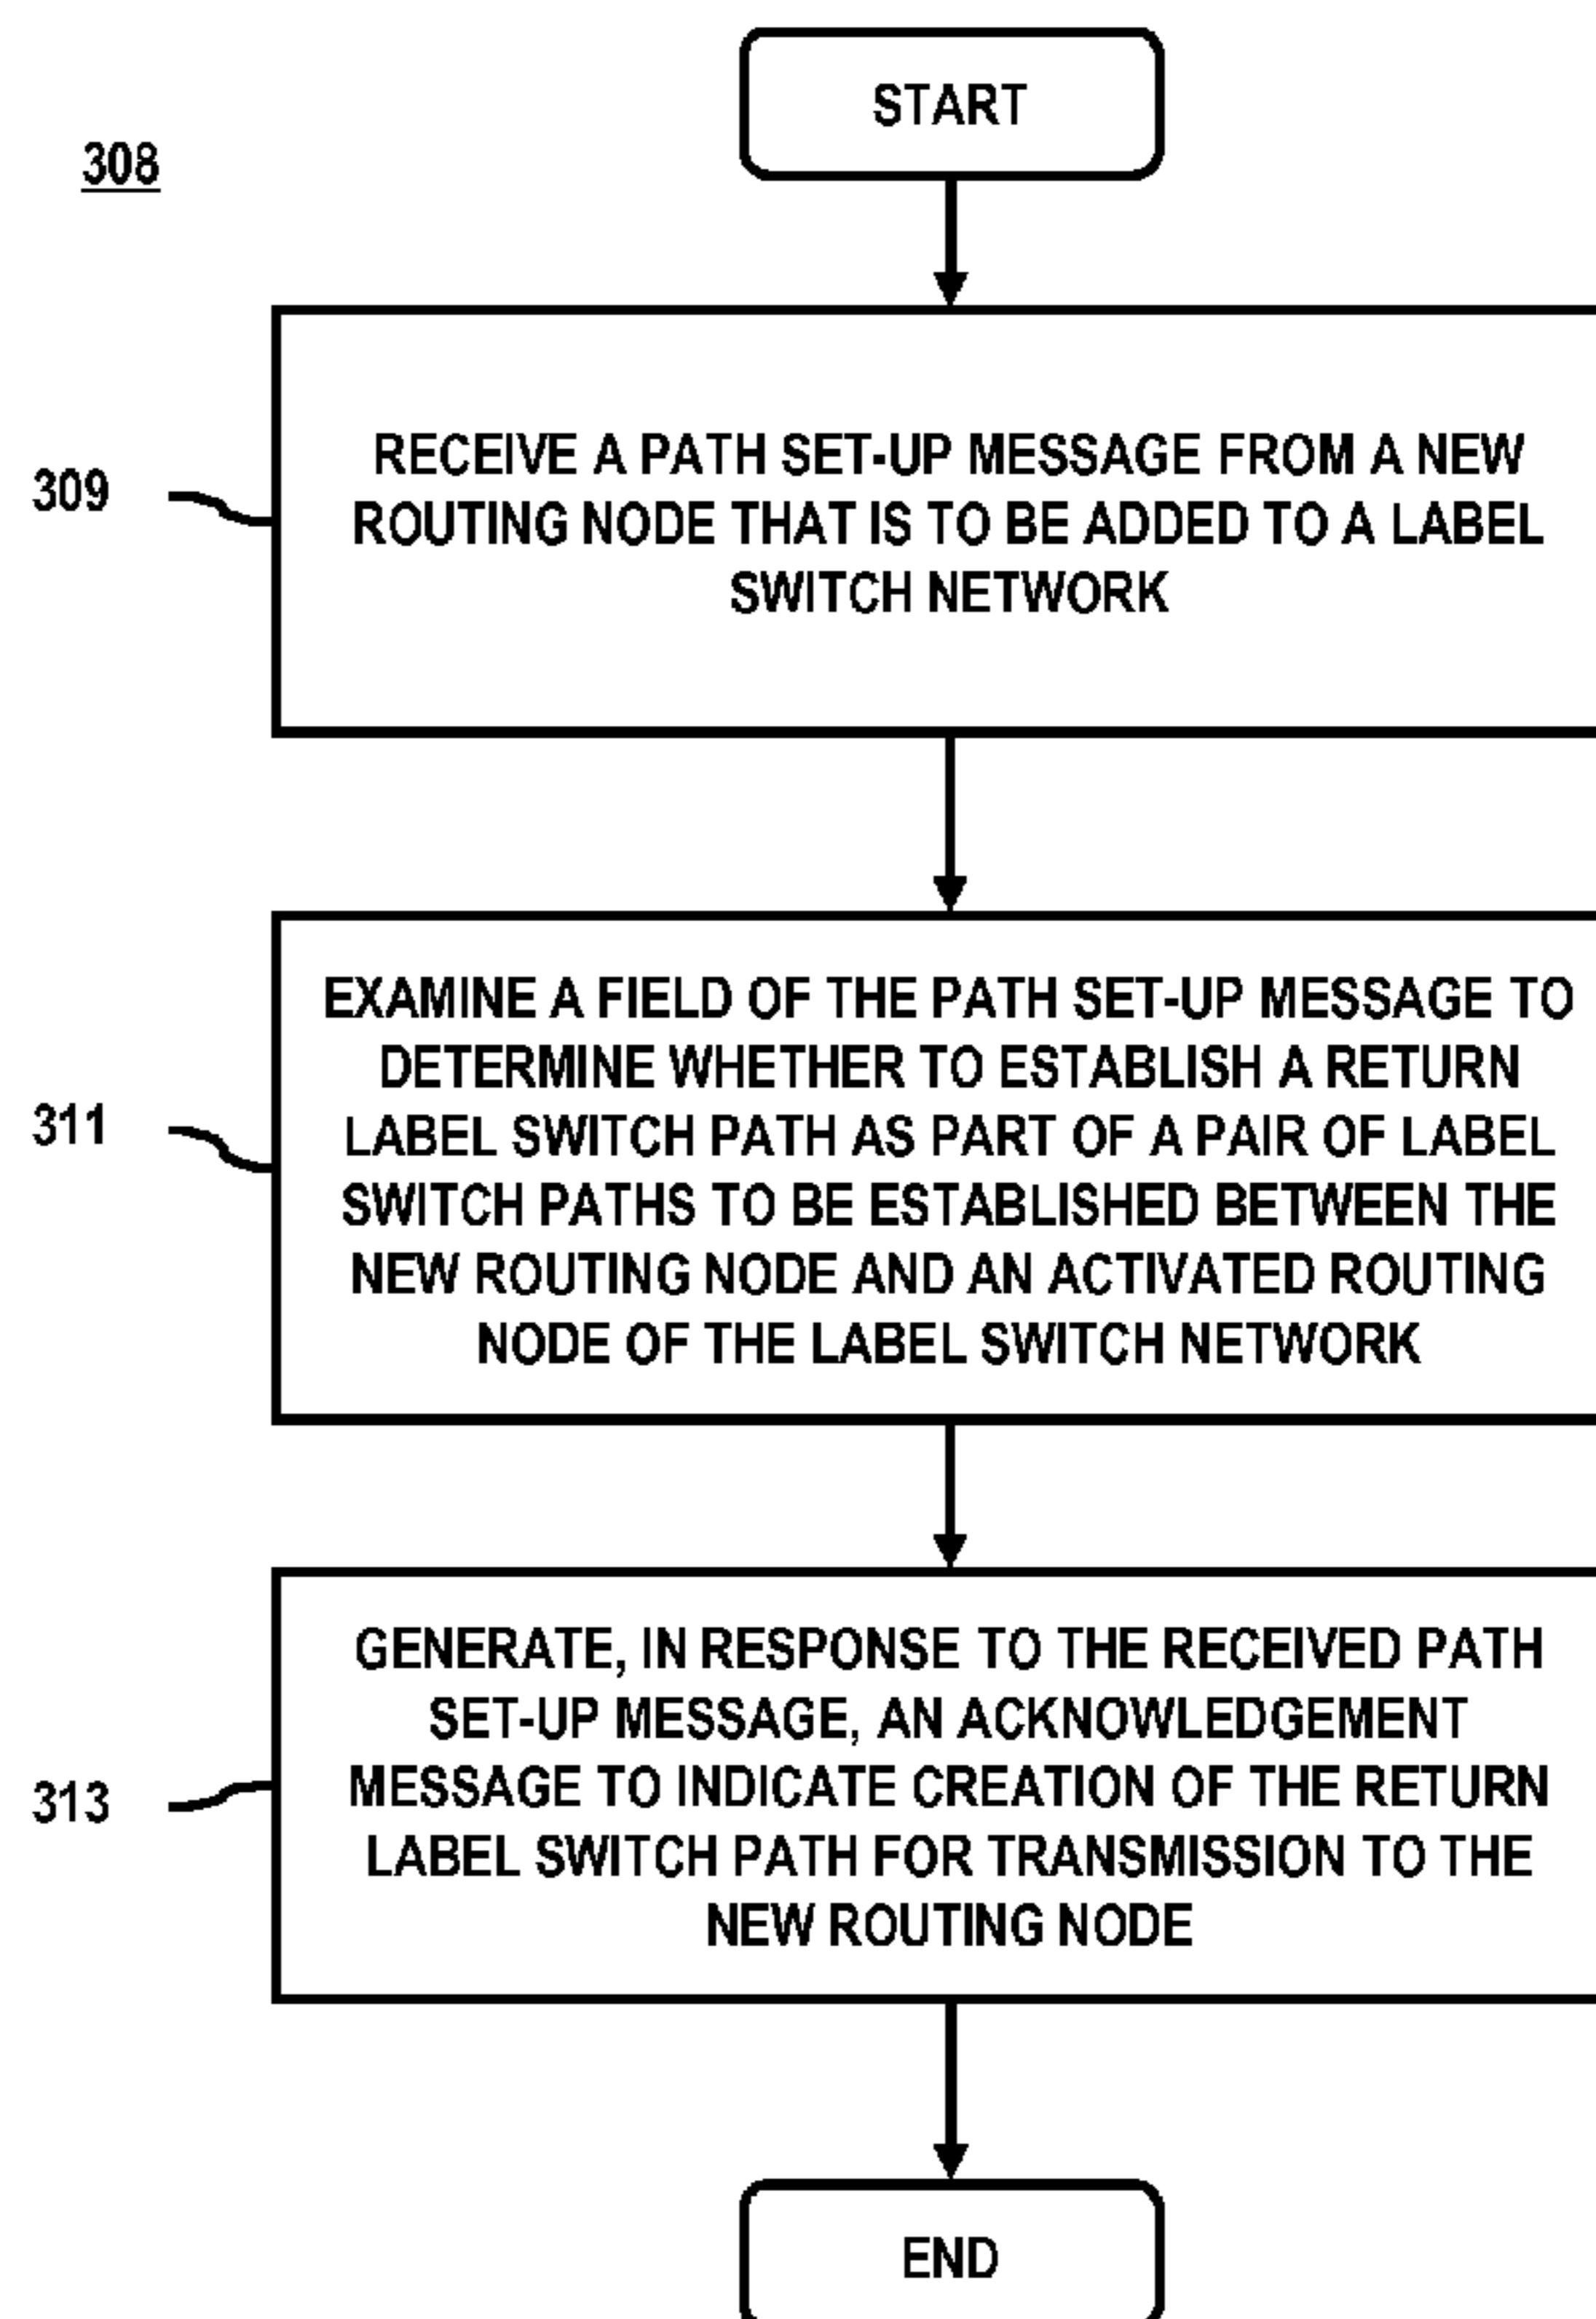 START
308
RECEIVE A PATH SET-UP MESSAGE FROM A NEW
ROUTING NODE THAT IS TO BE ADDED TO A LABEL
SWITCH NETWORK
309
EXAMINE A FIELD OF THE PATH SET-UP MESSAGE TO
DETERMINE WHETHER TO ESTABLISH A RETURN
LABEL SWITCH PATH AS PART OF A PAIR OF LABEL
SWITCH PATHS TO BE ESTABLISHED BETWEEN THE
NEW ROUTING NODE AND AN ACTIVATED ROUTING
NODE OF THE LABEL SWITCH NETWORK
311
GENERATE, IN RESPONSE TO THE RECEIVED PATH
SET-UP MESSAGE, AN ACKNOWLEDGEMENT
MESSAGE TO INDICATE CREATION OF THE RETURN
LABEL SWITCH PATH FOR TRANSMISSION TO THE
NEW ROUTING NODE
313
END